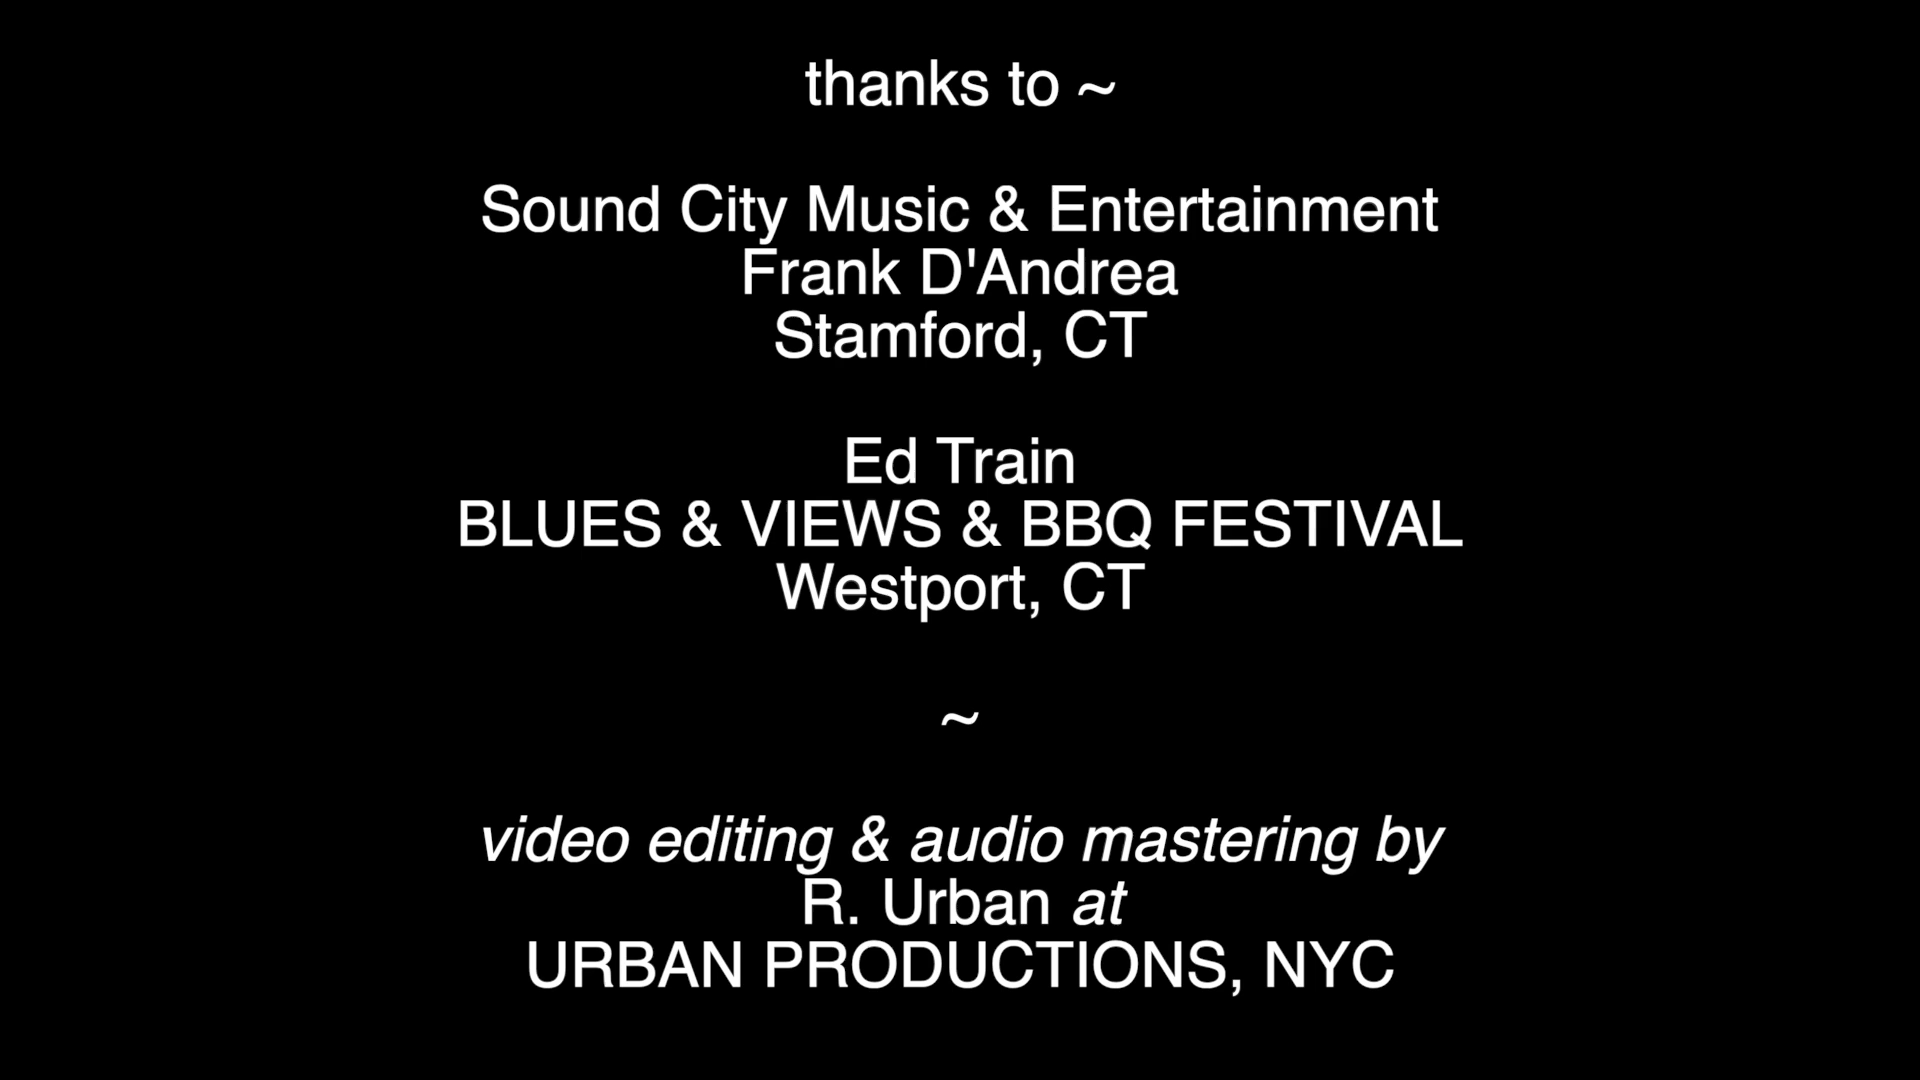 thanks to ~
Sound City Music & Entertainment
Frank D'Andrea
Stamford, CT
Ed Train
BLUES & VIEWS & BBQ FESTIVAL
Westport, CT
~
video editing & audio mastering by
R. Urban at
URBAN PRODUCTIONS, NYC